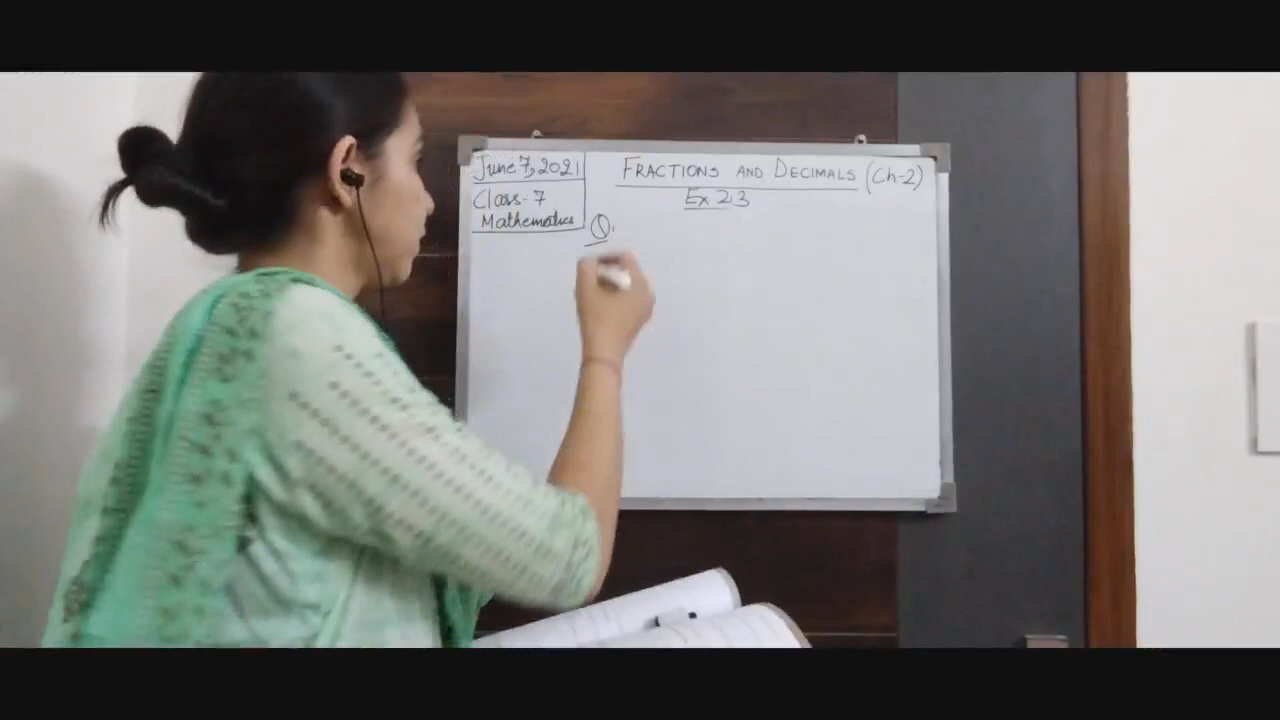 June 7, 2021
Class - 7
Mathematics
FRACTIONS AND DECIMALS (Ch-2)
Ex 2.3
Q.